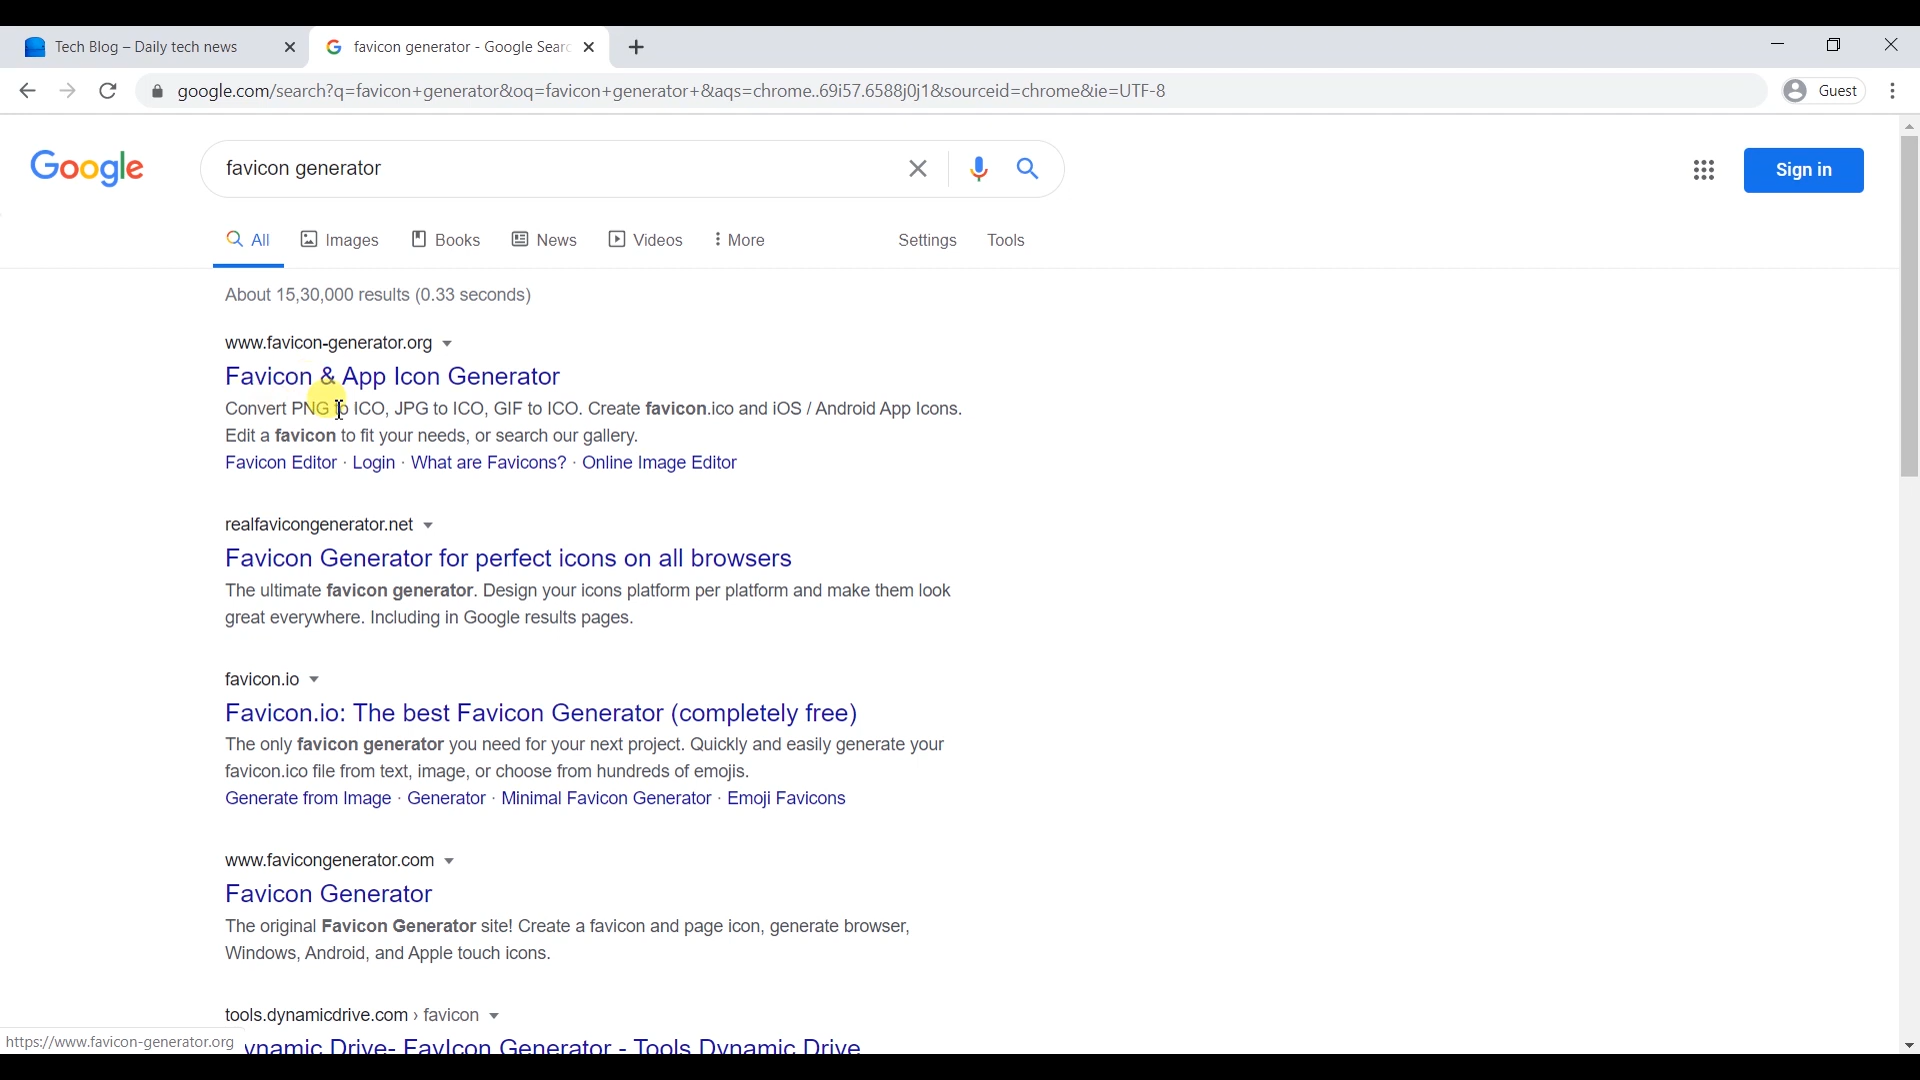 Tech Blog – Daily tech news
favicon generator - Google Searc
google.com/search?q=favicon+generator&oq=favicon+generator+&aqs=chrome..69i57.6588j0j1&sourceid=chrome&ie=UTF-8
Guest
Google
favicon generator
Sign in
All Images Books News Videos More Settings Tools
About 15,30,000 results (0.33 seconds)
www.favicon-generator.org
Favicon & App Icon Generator
Convert PNG to ICO, JPG to ICO, GIF to ICO. Create favicon.ico and iOS / Android App Icons.
Edit a favicon to fit your needs, or search our gallery.
Favicon Editor · Login · What are Favicons? · Online Image Editor
realfavicongenerator.net
Favicon Generator for perfect icons on all browsers
The ultimate favicon generator. Design your icons platform per platform and make them look
great everywhere. Including in Google results pages.
favicon.io
Favicon.io: The best Favicon Generator (completely free)
The only favicon generator you need for your next project. Quickly and easily generate your
favicon.ico file from text, image, or choose from hundreds of emojis.
Generate from Image · Generator · Minimal Favicon Generator · Emoji Favicons
www.favicongenerator.com
Favicon Generator
The original Favicon Generator site! Create a favicon and page icon, generate browser,
Windows, Android, and Apple touch icons.
tools.dynamicdrive.com › favicon
ynamic Drive- FavIcon Generator - Tools Dynamic Drive
https://www.favicon-generator.org